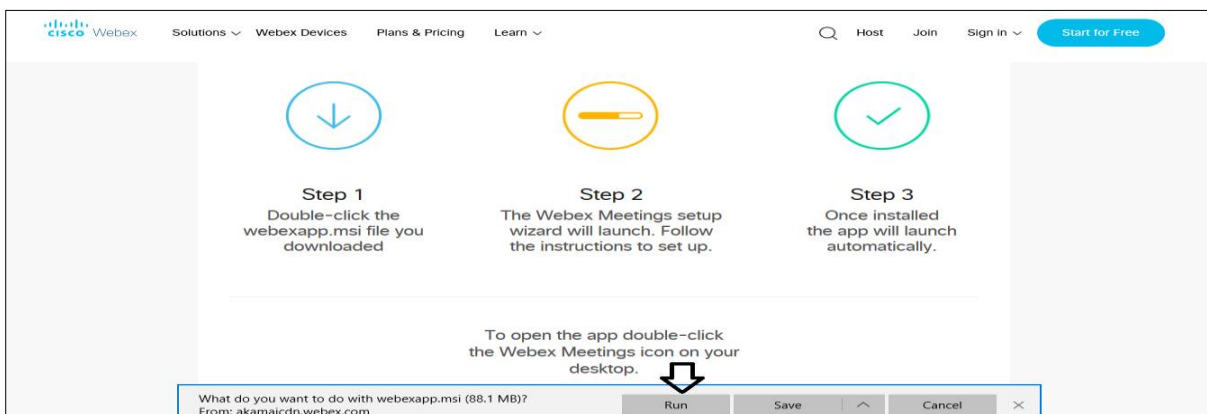 CISCO Webex Solutions Webex Devices Plans & Pricing Learn Host Join Sign in Start for Free
Step 1
Double-click the
webexapp.msi file you
downloaded
Step 2
The Webex Meetings setup
wizard will launch. Follow
the instructions to set up.
Step 3
Once installed
the app will launch
automatically.
To open the app double-click
the Webex Meetings icon on your
desktop.
What do you want to do with webexapp.msi (88.1 MB)?
From: akamaicdn.webex.com
Run Save Cancel